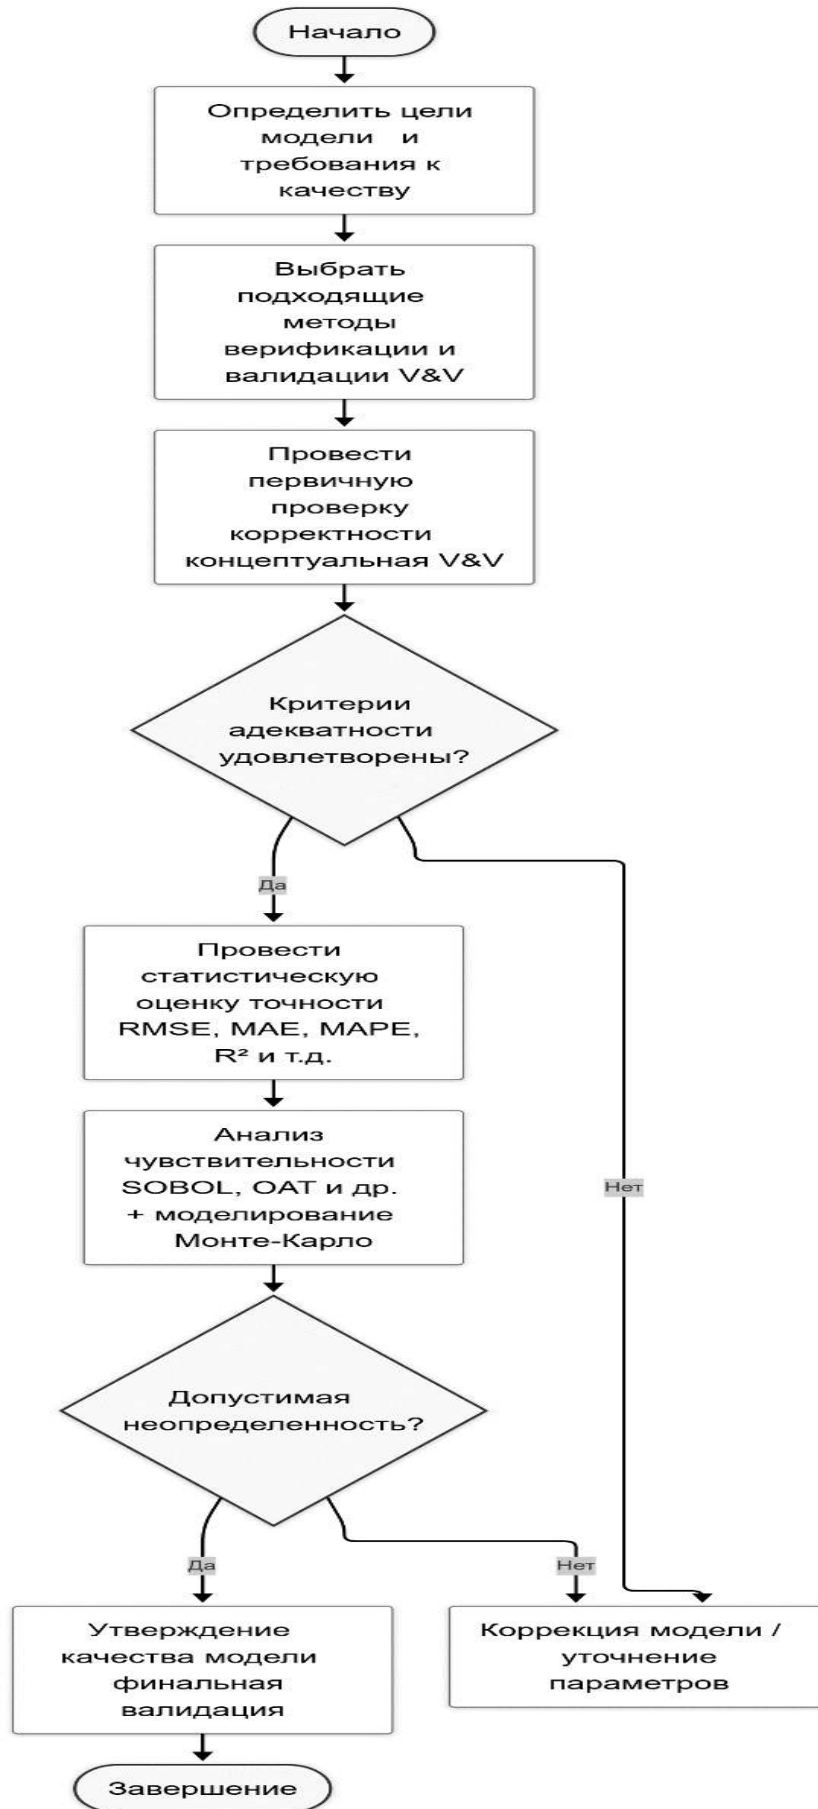 Начало
Определить цели
модели и
требования к
качеству
Выбрать
подходящие
методы
верификации и
валидации V&V
Провести
первичную
проверку
корректности
концептуальная V&V
Критерии
адекватности
удовлетворены?
Да
Провести
статистическую
оценку точности
RMSE, MAE, MAPE,
R² и т.д.
Анализ
чувствительности
SOBOL, OAT и др.
+ моделирование
Монте-Карло
Нет
Допустимая
неопределенность?
Да
Нет
Утверждение
качества модели
финальная
валидация
Коррекция модели /
уточнение
параметров
Завершение